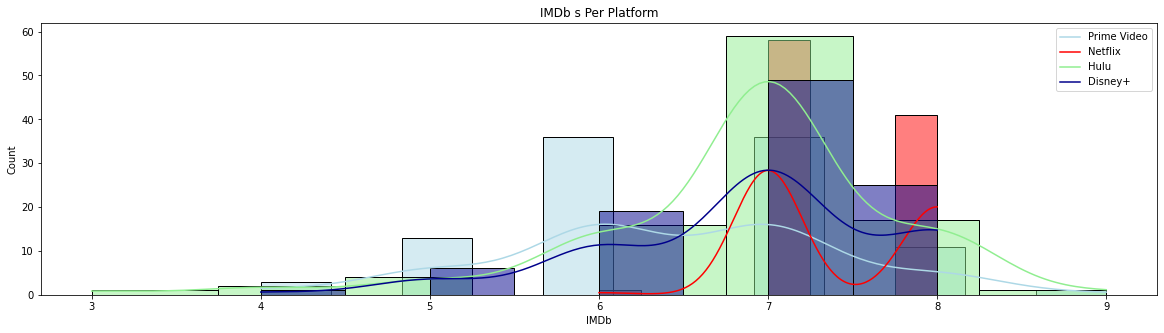 IMDb s Per Platform
Prime Video
Netflix
Hulu
Disney+
60
50
40
30
20
10
0
Count
3 4 5 6 7 8 9
IMDb